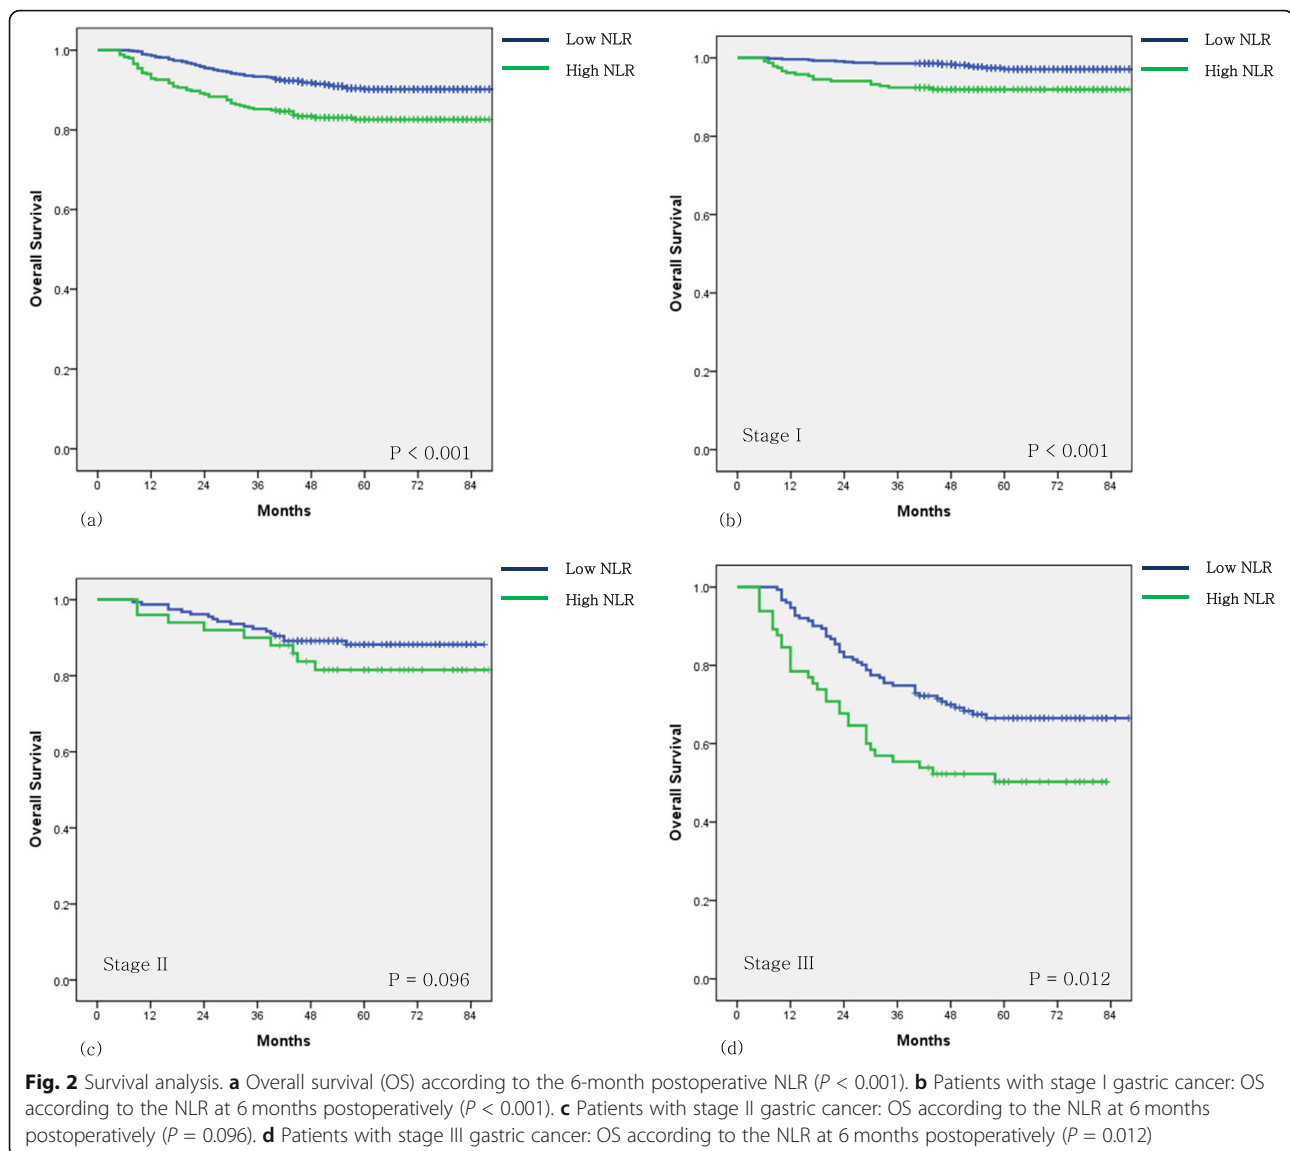 Low NLR
High NLR
1.0
0.8
0.6
0.4
0.2
0.0
Overall Survival
P < 0.001
0 12 24 36 48 60 72 84
Months
(a)
Low NLR
High NLR
1.0
0.8
0.6
0.4
0.2
0.0
Overall Survival
Stage I
P < 0.001
0 12 24 36 48 60 72 84
Months
(b)
Low NLR
High NLR
1.0
0.8
0.6
0.4
0.2
0.0
Overall Survival
Stage II
P = 0.096
0 12 24 36 48 60 72 84
Months
(c)
Low NLR
High NLR
1.0
0.8
0.6
0.4
0.2
0.0
Overall Survival
Stage III
P = 0.012
0 12 24 36 48 60 72 84
Months
(d)
Fig. 2 Survival analysis. a Overall survival (OS) according to the 6-month postoperative NLR (P < 0.001). b Patients with stage I gastric cancer: OS
according to the NLR at 6 months postoperatively (P < 0.001). c Patients with stage II gastric cancer: OS according to the NLR at 6 months
postoperatively (P = 0.096). d Patients with stage III gastric cancer: OS according to the NLR at 6 months postoperatively (P = 0.012)